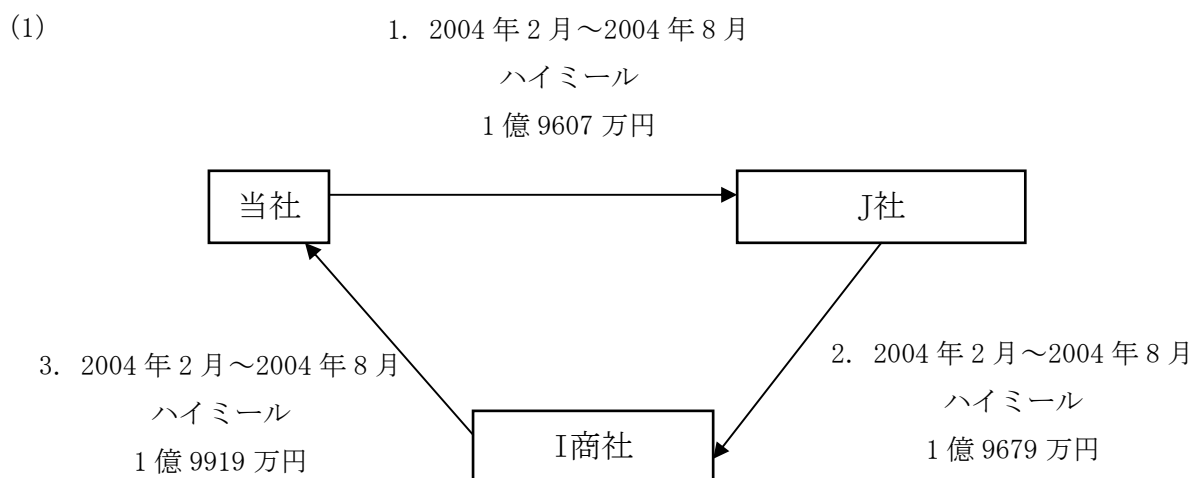 (1)
1. 2004年2月～2004年8月
ハイミール
1億9607万円
当社
J社
3. 2004年2月～2004年8月
ハイミール
1億9919万円
2. 2004年2月～2004年8月
ハイミール
1億9679万円
I商社